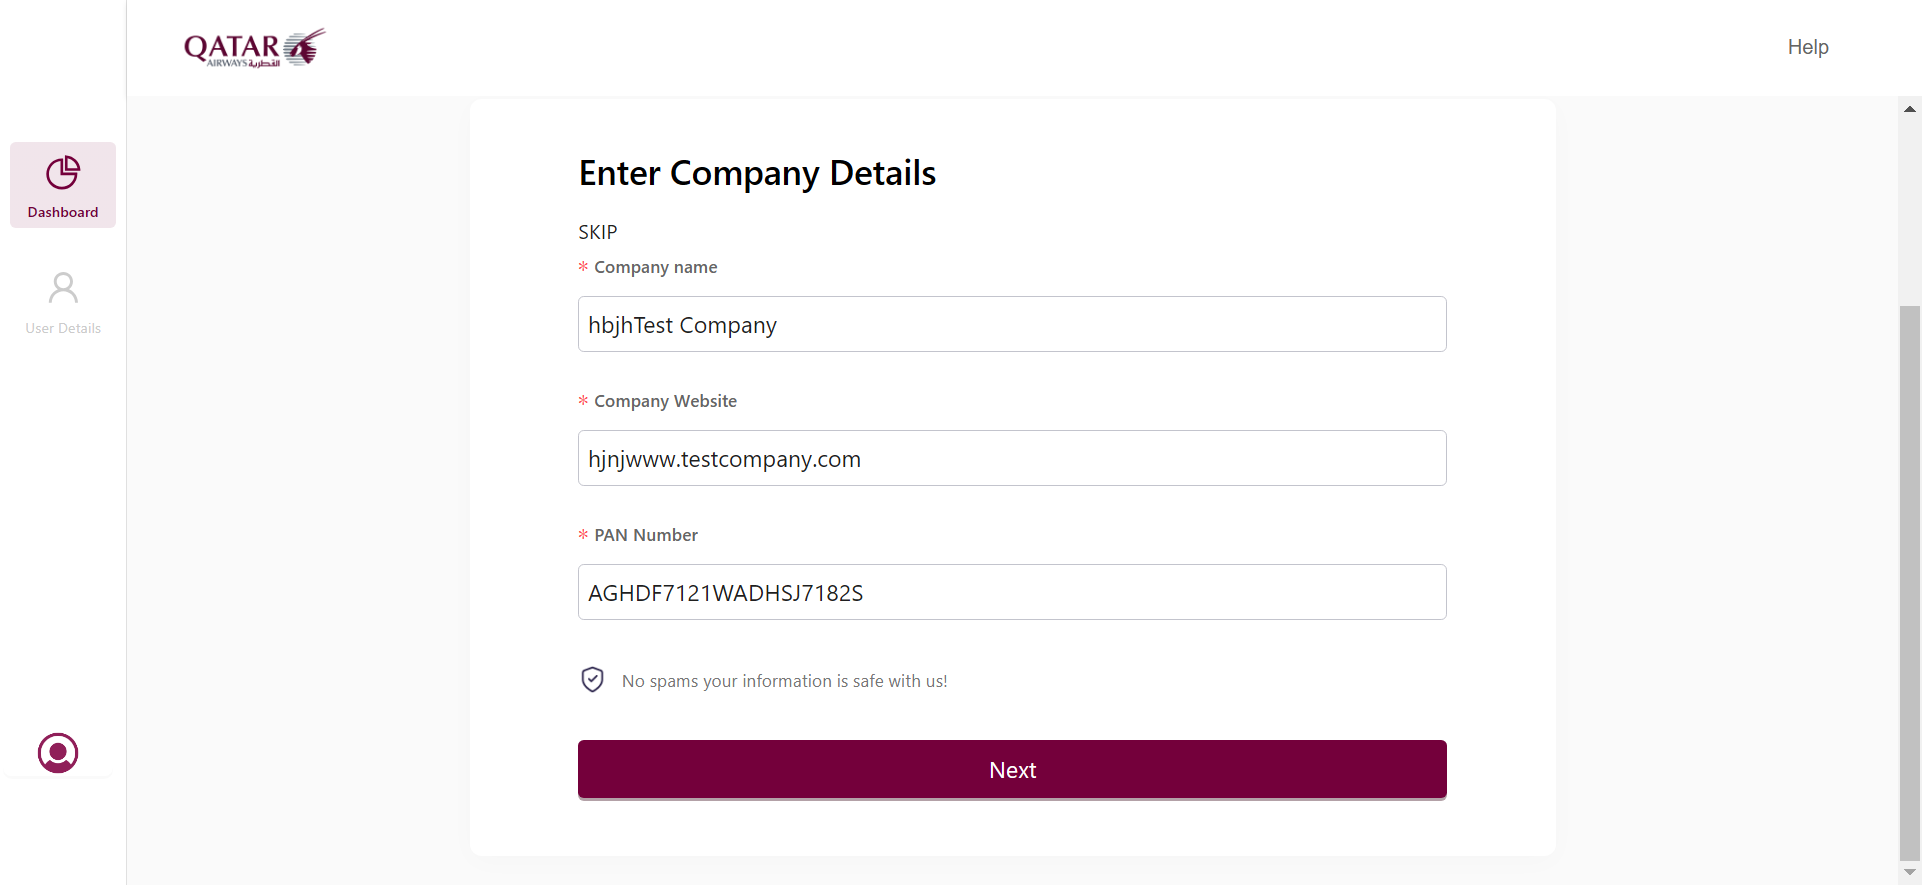 QATAR
AIRWAYS القطرية
Help
Dashboard
User Details
Enter Company Details
SKIP
* Company name
hbjhTest Company
* Company Website
hjnjwww.testcompany.com
* PAN Number
AGHDF7121WADHSJ7182S
No spams your information is safe with us!
Next